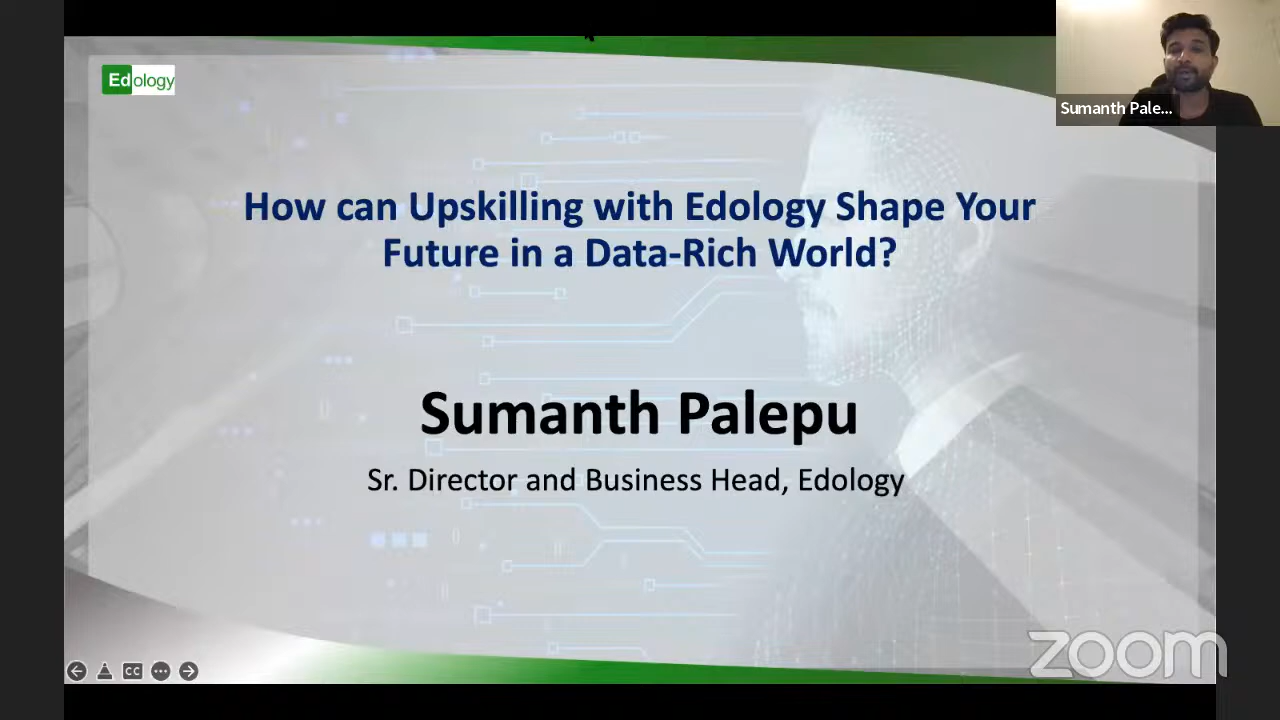 Edology
Sumanth Pale...
How can Upskilling with Edology Shape Your
Future in a Data-Rich World?
Sumanth Palepu
Sr. Director and Business Head, Edology
CC
zoom